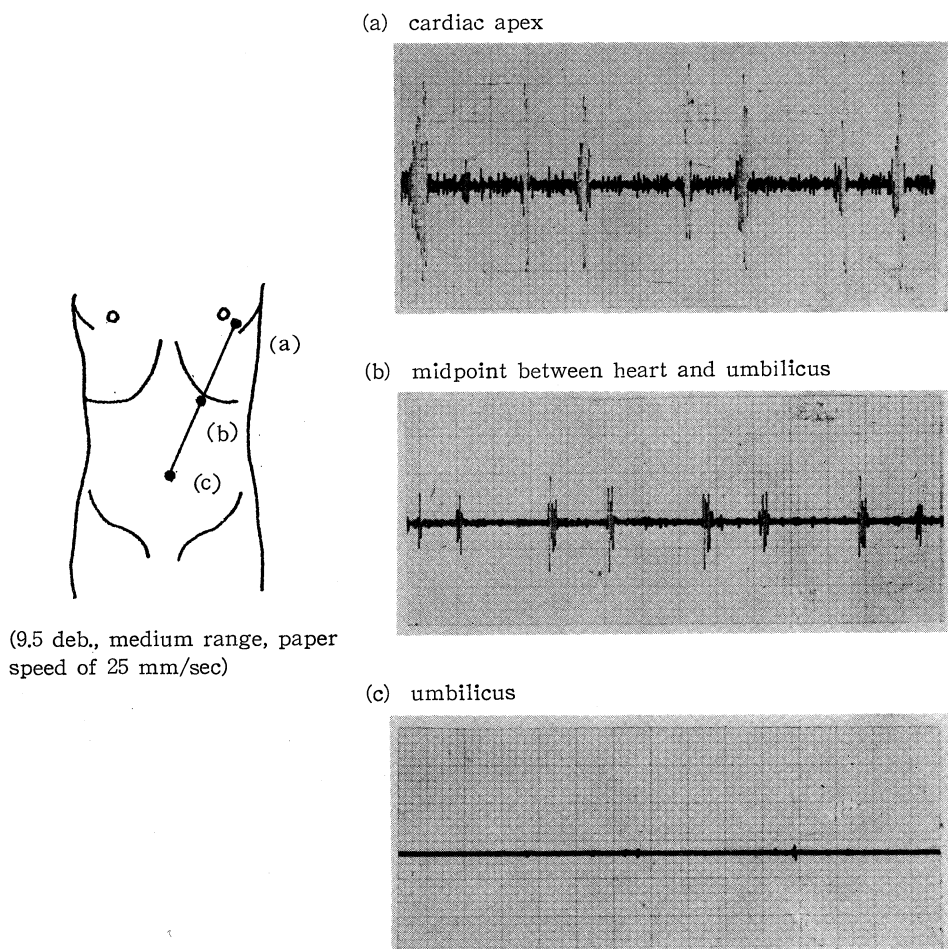 (a) cardiac apex
(a)
(b)
(c)
(9.5 deb., medium range, paper
speed of 25 mm/sec)
(b) midpoint between heart and umbilicus
(c) umbilicus